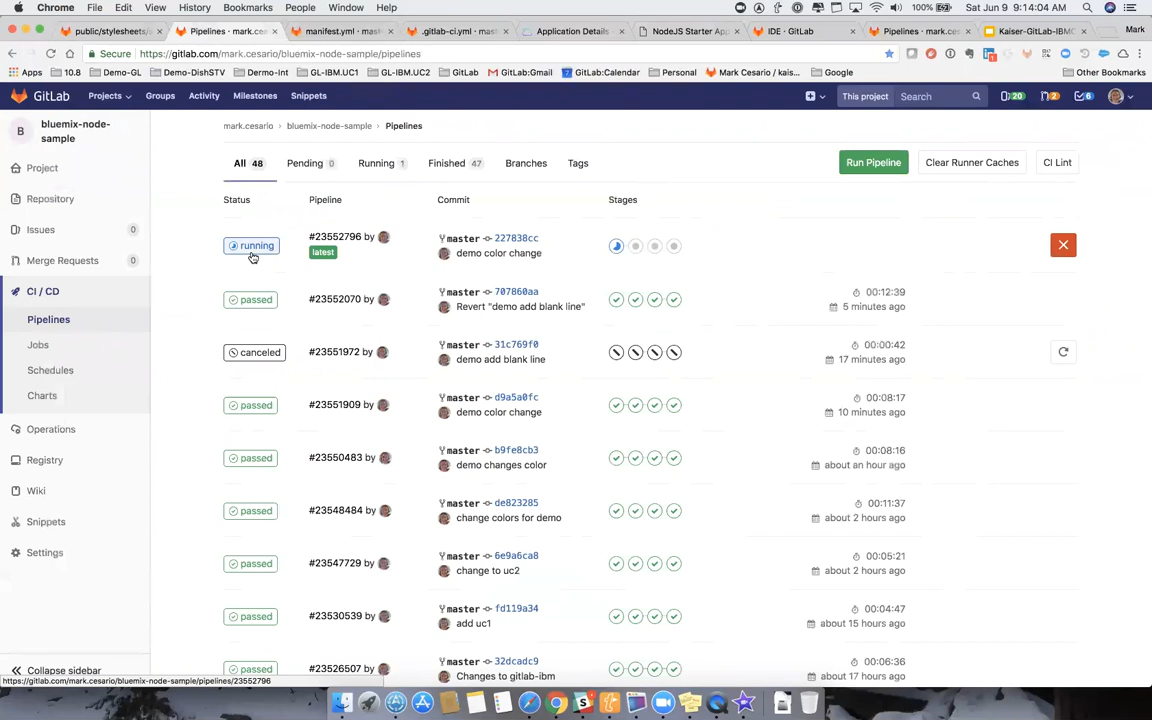 Chrome File Edit View History Bookmarks People Window Help 100% Sat Jun 9 9:14:04 AM
public/stylesheets/ Pipelines · mark.ces manifest.yml · mast .gitlab-ci.yml · mast Application Details NodeJS Starter App IDE · GitLab Pipelines · mark.ces Kaiser-GitLab-IBMC Mark
Secure https://gitlab.com/mark.cesario/bluemix-node-sample/pipelines
Apps 10.8 Demo-GL Demo-DishSTV Dermo-Int GL-IBM.UC1 GL-IBM.UC2 GitLab GitLab:Gmail GitLab:Calendar Personal Mark Cesario / kais... Google Other Bookmarks
GitLab Projects Groups Activity Milestones Snippets This project Search 20 2 6
B bluemix-node-sample
mark.cesario › bluemix-node-sample › Pipelines
Project
Repository
Issues 0
Merge Requests 0
CI / CD
Pipelines
Jobs
Schedules
Charts
Operations
Registry
Wiki
Snippets
Settings
Collapse sidebar
All 48 Pending 0 Running 1 Finished 47 Branches Tags Run Pipeline Clear Runner Caches CI Lint
Status Pipeline Commit Stages
running #23552796 by latest master 227838cc
demo color change
passed #23552070 by master 707860aa 00:12:39
Revert "demo add blank line" 5 minutes ago
canceled #23551972 by master 31c769f0 00:00:42
demo add blank line 17 minutes ago
passed #23551909 by master d9a5a0fc 00:08:17
demo color change 10 minutes ago
passed #23550483 by master b9fe8cb3 00:08:16
demo changes color about an hour ago
passed #23548484 by master de823285 00:11:37
change colors for demo about 2 hours ago
passed #23547729 by master 6e9a6ca8 00:05:21
change to uc2 about 2 hours ago
passed #23530539 by master fd119a34 00:04:47
add uc1 about 15 hours ago
passed #23526507 by master 32dcadc9 00:06:36
Changes to gitlab-ibm about 17 hours ago
https://gitlab.com/mark.cesario/bluemix-node-sample/pipelines/23552796